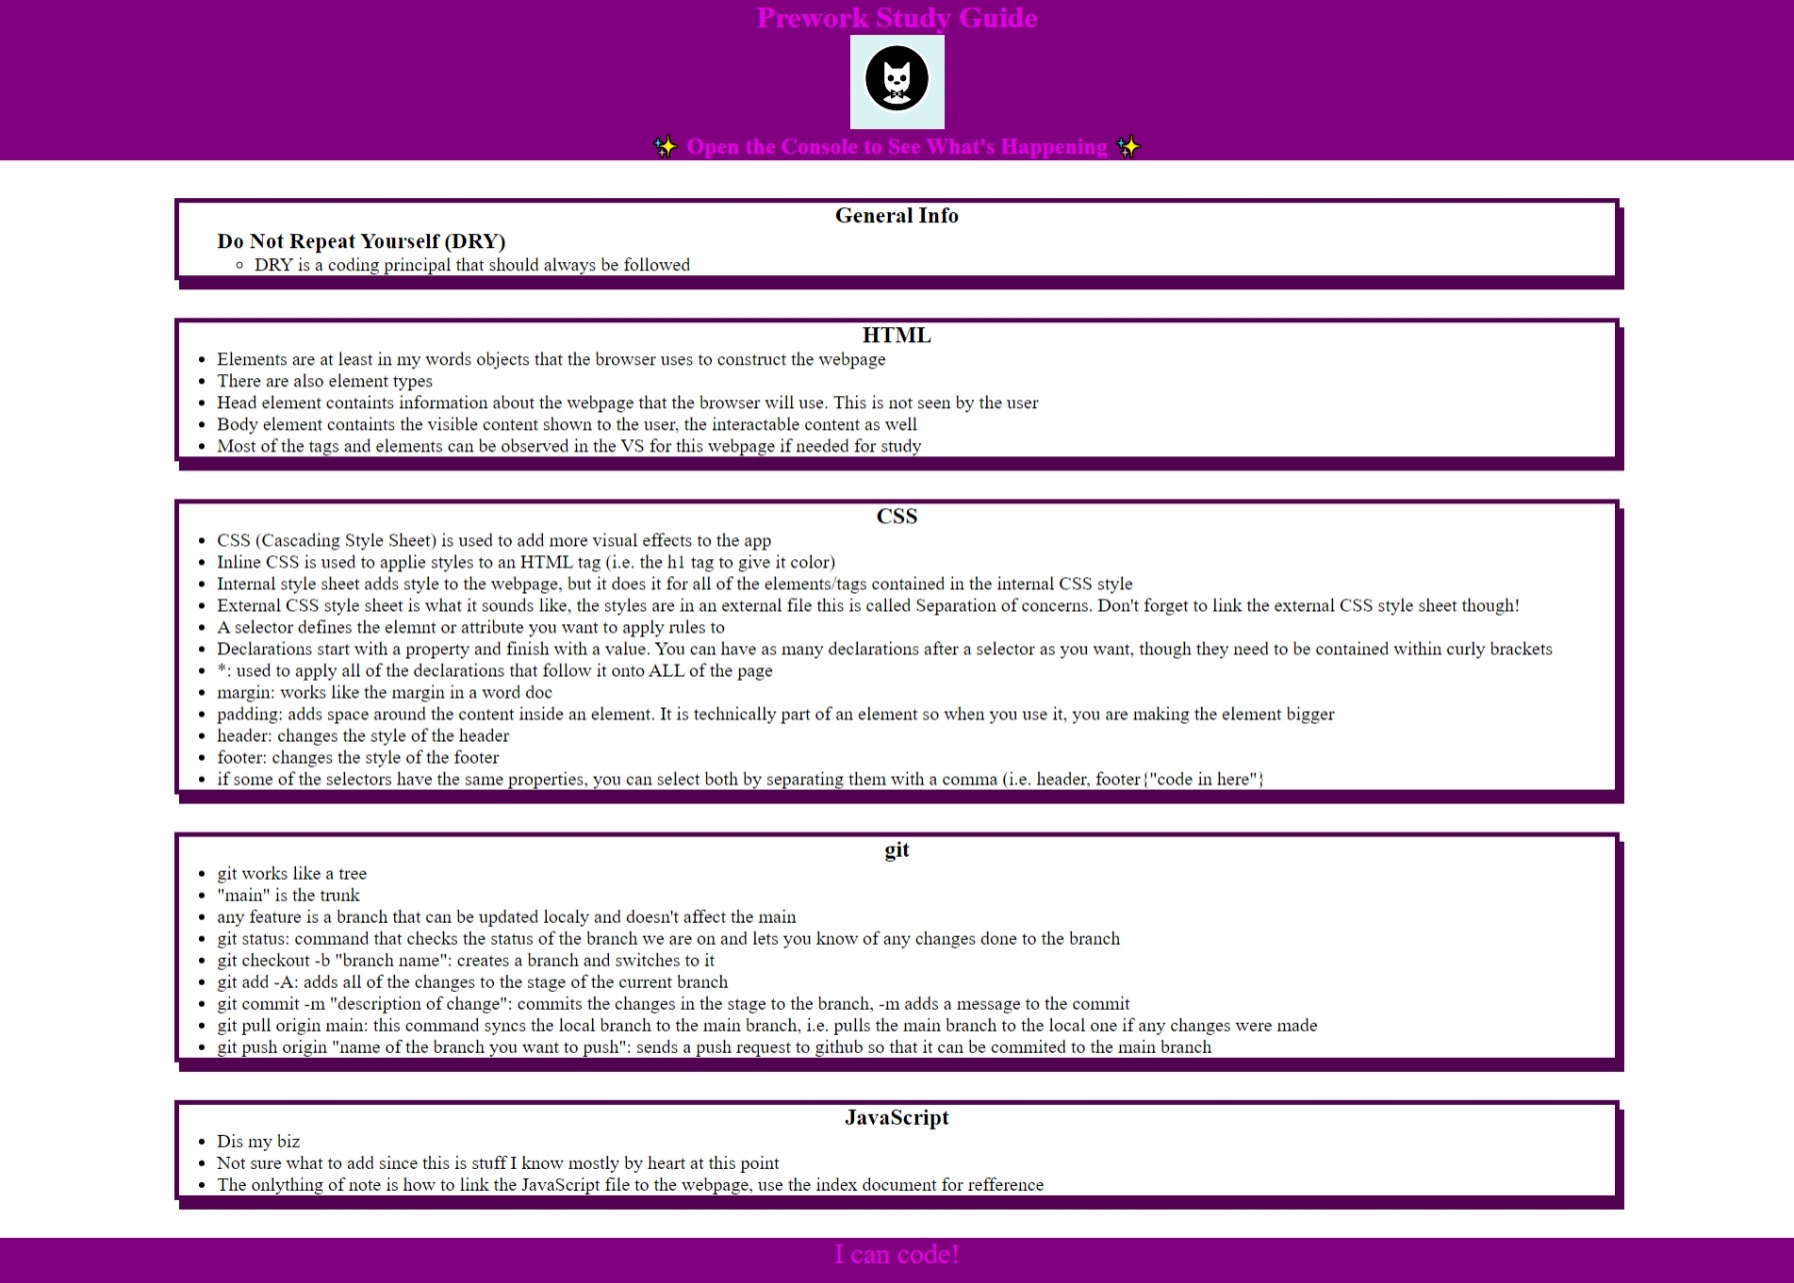 Prework Study Guide
✨ Open the Console to See What's Happening ✨
General Info
Do Not Repeat Yourself (DRY)
DRY is a coding principal that should always be followed
HTML
Elements are at least in my words objects that the browser uses to construct the webpage
There are also element types
Head element containts information about the webpage that the browser will use. This is not seen by the user
Body element containts the visible content shown to the user, the interactable content as well
Most of the tags and elements can be observed in the VS for this webpage if needed for study
CSS
CSS (Cascading Style Sheet) is used to add more visual effects to the app
Inline CSS is used to applie styles to an HTML tag (i.e. the h1 tag to give it color)
Internal style sheet adds style to the webpage, but it does it for all of the elements/tags contained in the internal CSS style
External CSS style sheet is what it sounds like, the styles are in an external file this is called Separation of concerns. Don't forget to link the external CSS style sheet though!
A selector defines the elemnt or attribute you want to apply rules to
Declarations start with a property and finish with a value. You can have as many declarations after a selector as you want, though they need to be contained within curly brackets
*: used to apply all of the declarations that follow it onto ALL of the page
margin: works like the margin in a word doc
padding: adds space around the content inside an element. It is technically part of an element so when you use it, you are making the element bigger
header: changes the style of the header
footer: changes the style of the footer
if some of the selectors have the same properties, you can select both by separating them with a comma (i.e. header, footer{"code in here"}
git
git works like a tree
"main" is the trunk
any feature is a branch that can be updated localy and doesn't affect the main
git status: command that checks the status of the branch we are on and lets you know of any changes done to the branch
git checkout -b "branch name": creates a branch and switches to it
git add -A: adds all of the changes to the stage of the current branch
git commit -m "description of change": commits the changes in the stage to the branch, -m adds a message to the commit
git pull origin main: this command syncs the local branch to the main branch, i.e. pulls the main branch to the local one if any changes were made
git push origin "name of the branch you want to push": sends a push request to github so that it can be commited to the main branch
JavaScript
Dis my biz
Not sure what to add since this is stuff I know mostly by heart at this point
The onlything of note is how to link the JavaScript file to the webpage, use the index document for refference
I can code!